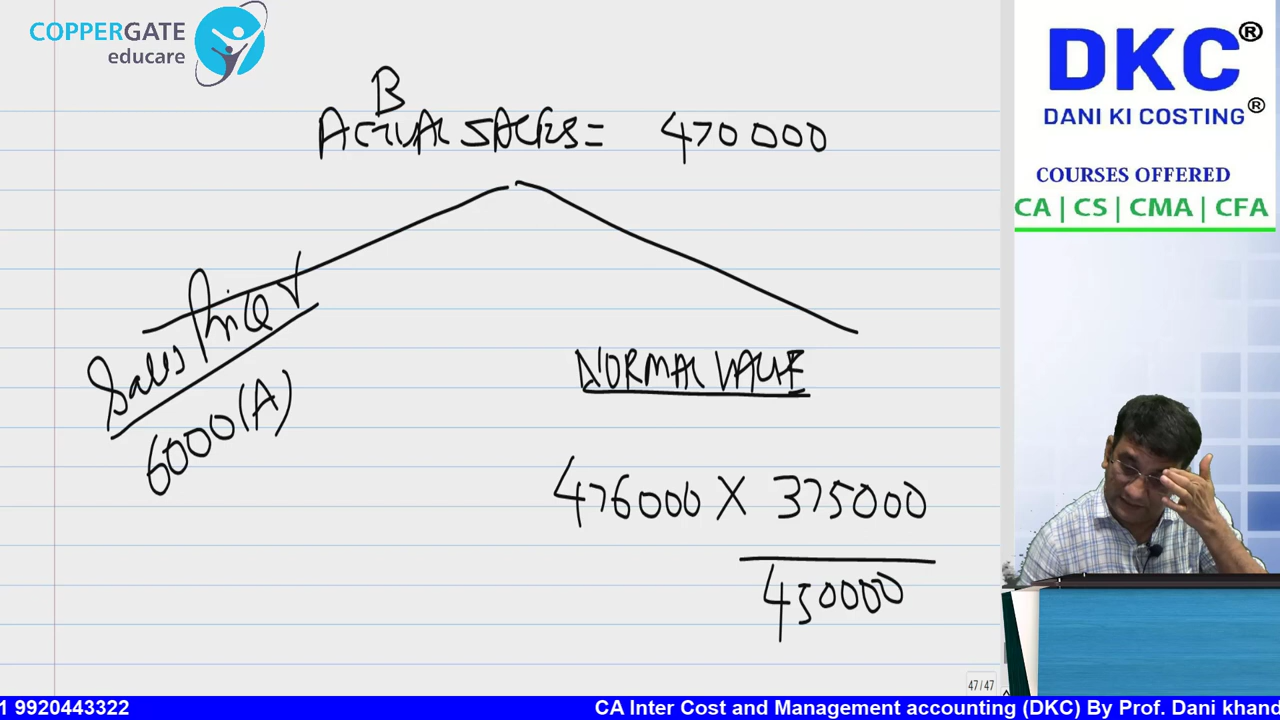 COPPERGATE
educare
B
ACTUAL SALES = 470000
Sales Price V
6000 (A)
NORMAL VALUE
476000 X 375000
450000
47/47
DKC®
DANI KI COSTING®
COURSES OFFERED
CA | CS | CMA | CFA
1 9920443322
CA Inter Cost and Management accounting (DKC) By Prof. Dani khand